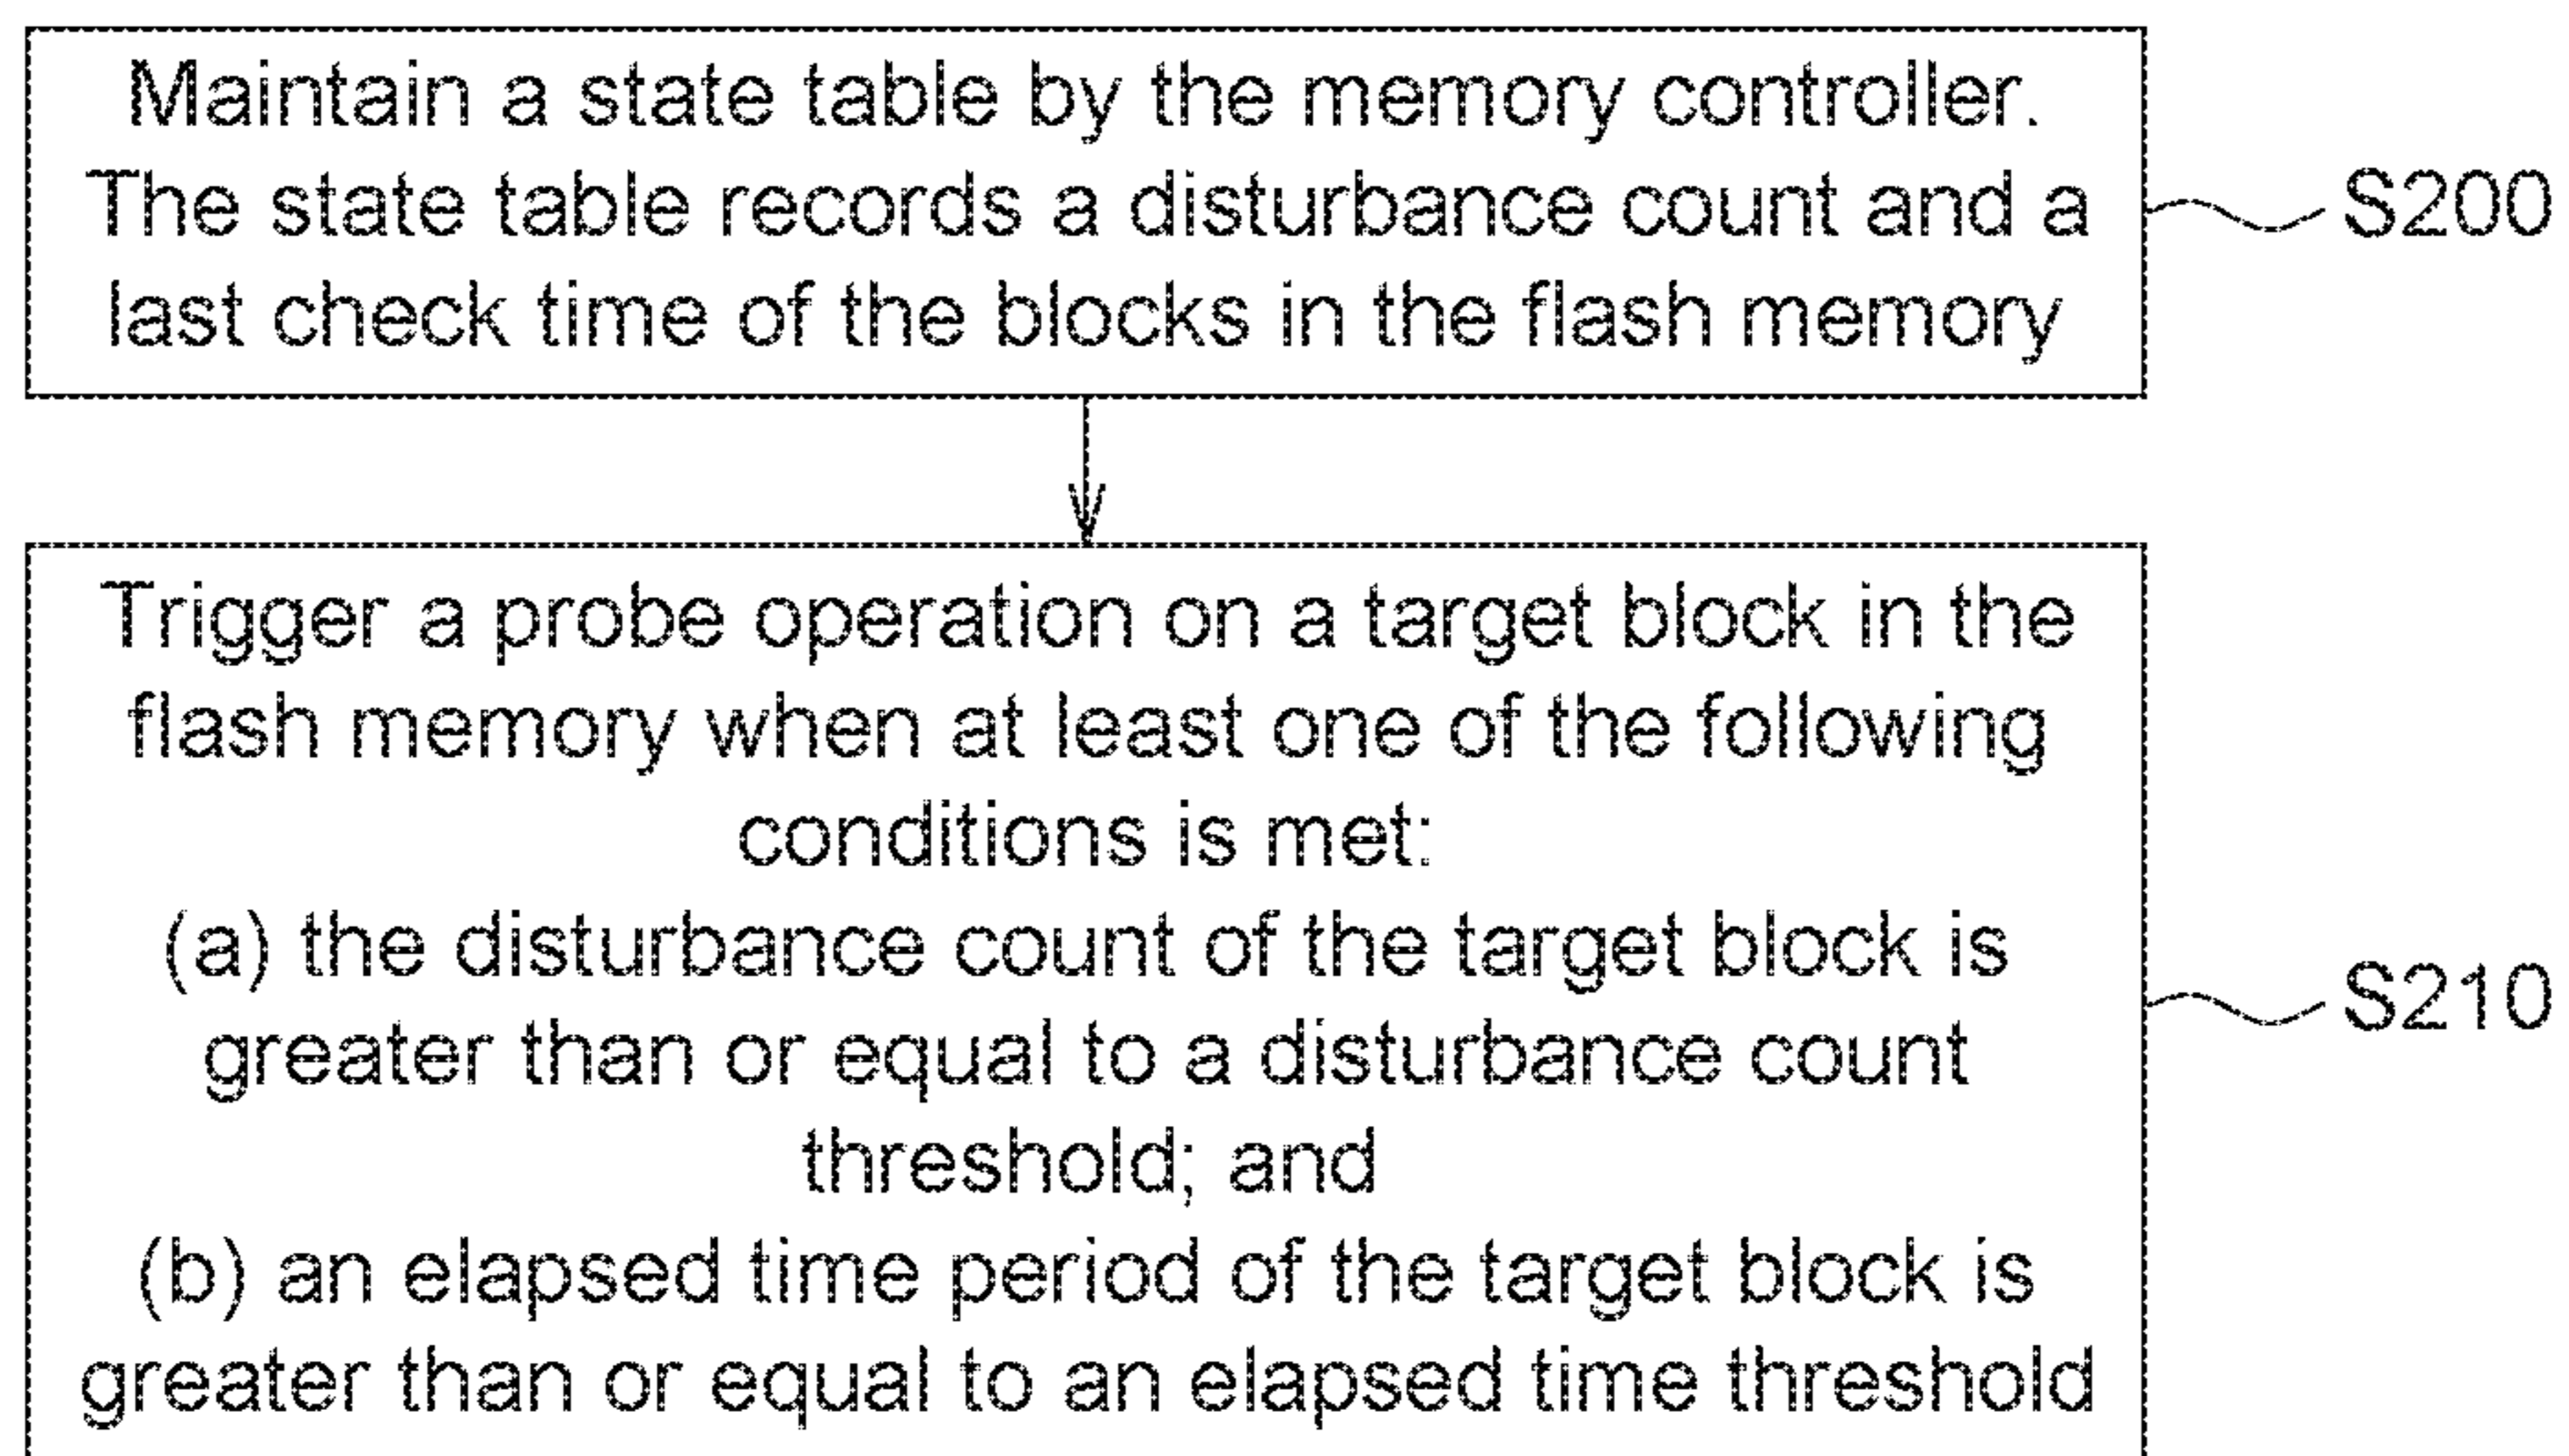 Maintain a state table by the memory controller.
The state table records a disturbance count and a
last check time of the blocks in the flash memory
S200
Trigger a probe operation on a target block in the
flash memory when at least one of the following
conditions is met:
(a) the disturbance count of the target block is
greater than or equal to a disturbance count
threshold; and
(b) an elapsed time period of the target block is
greater than or equal to an elapsed time threshold
S210